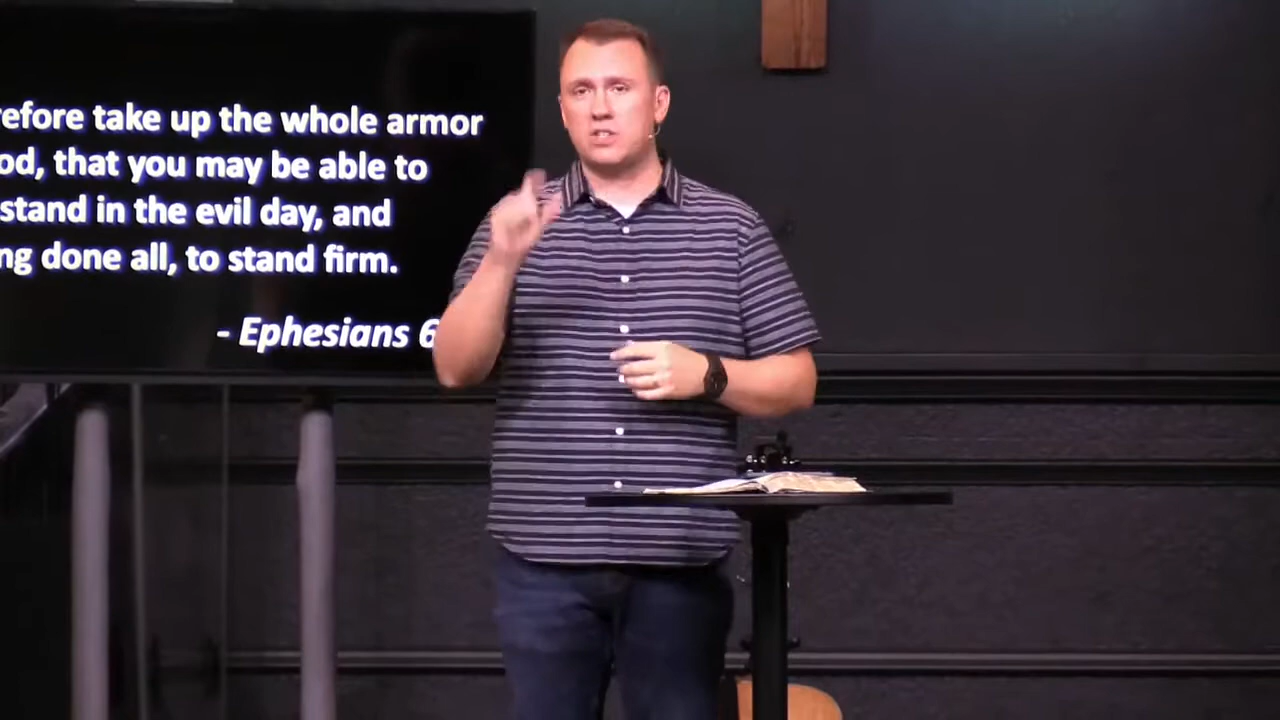 refore take up the whole armor
od, that you may be able to
stand in the evil day, and
ng done all, to stand firm.
- Ephesians 6